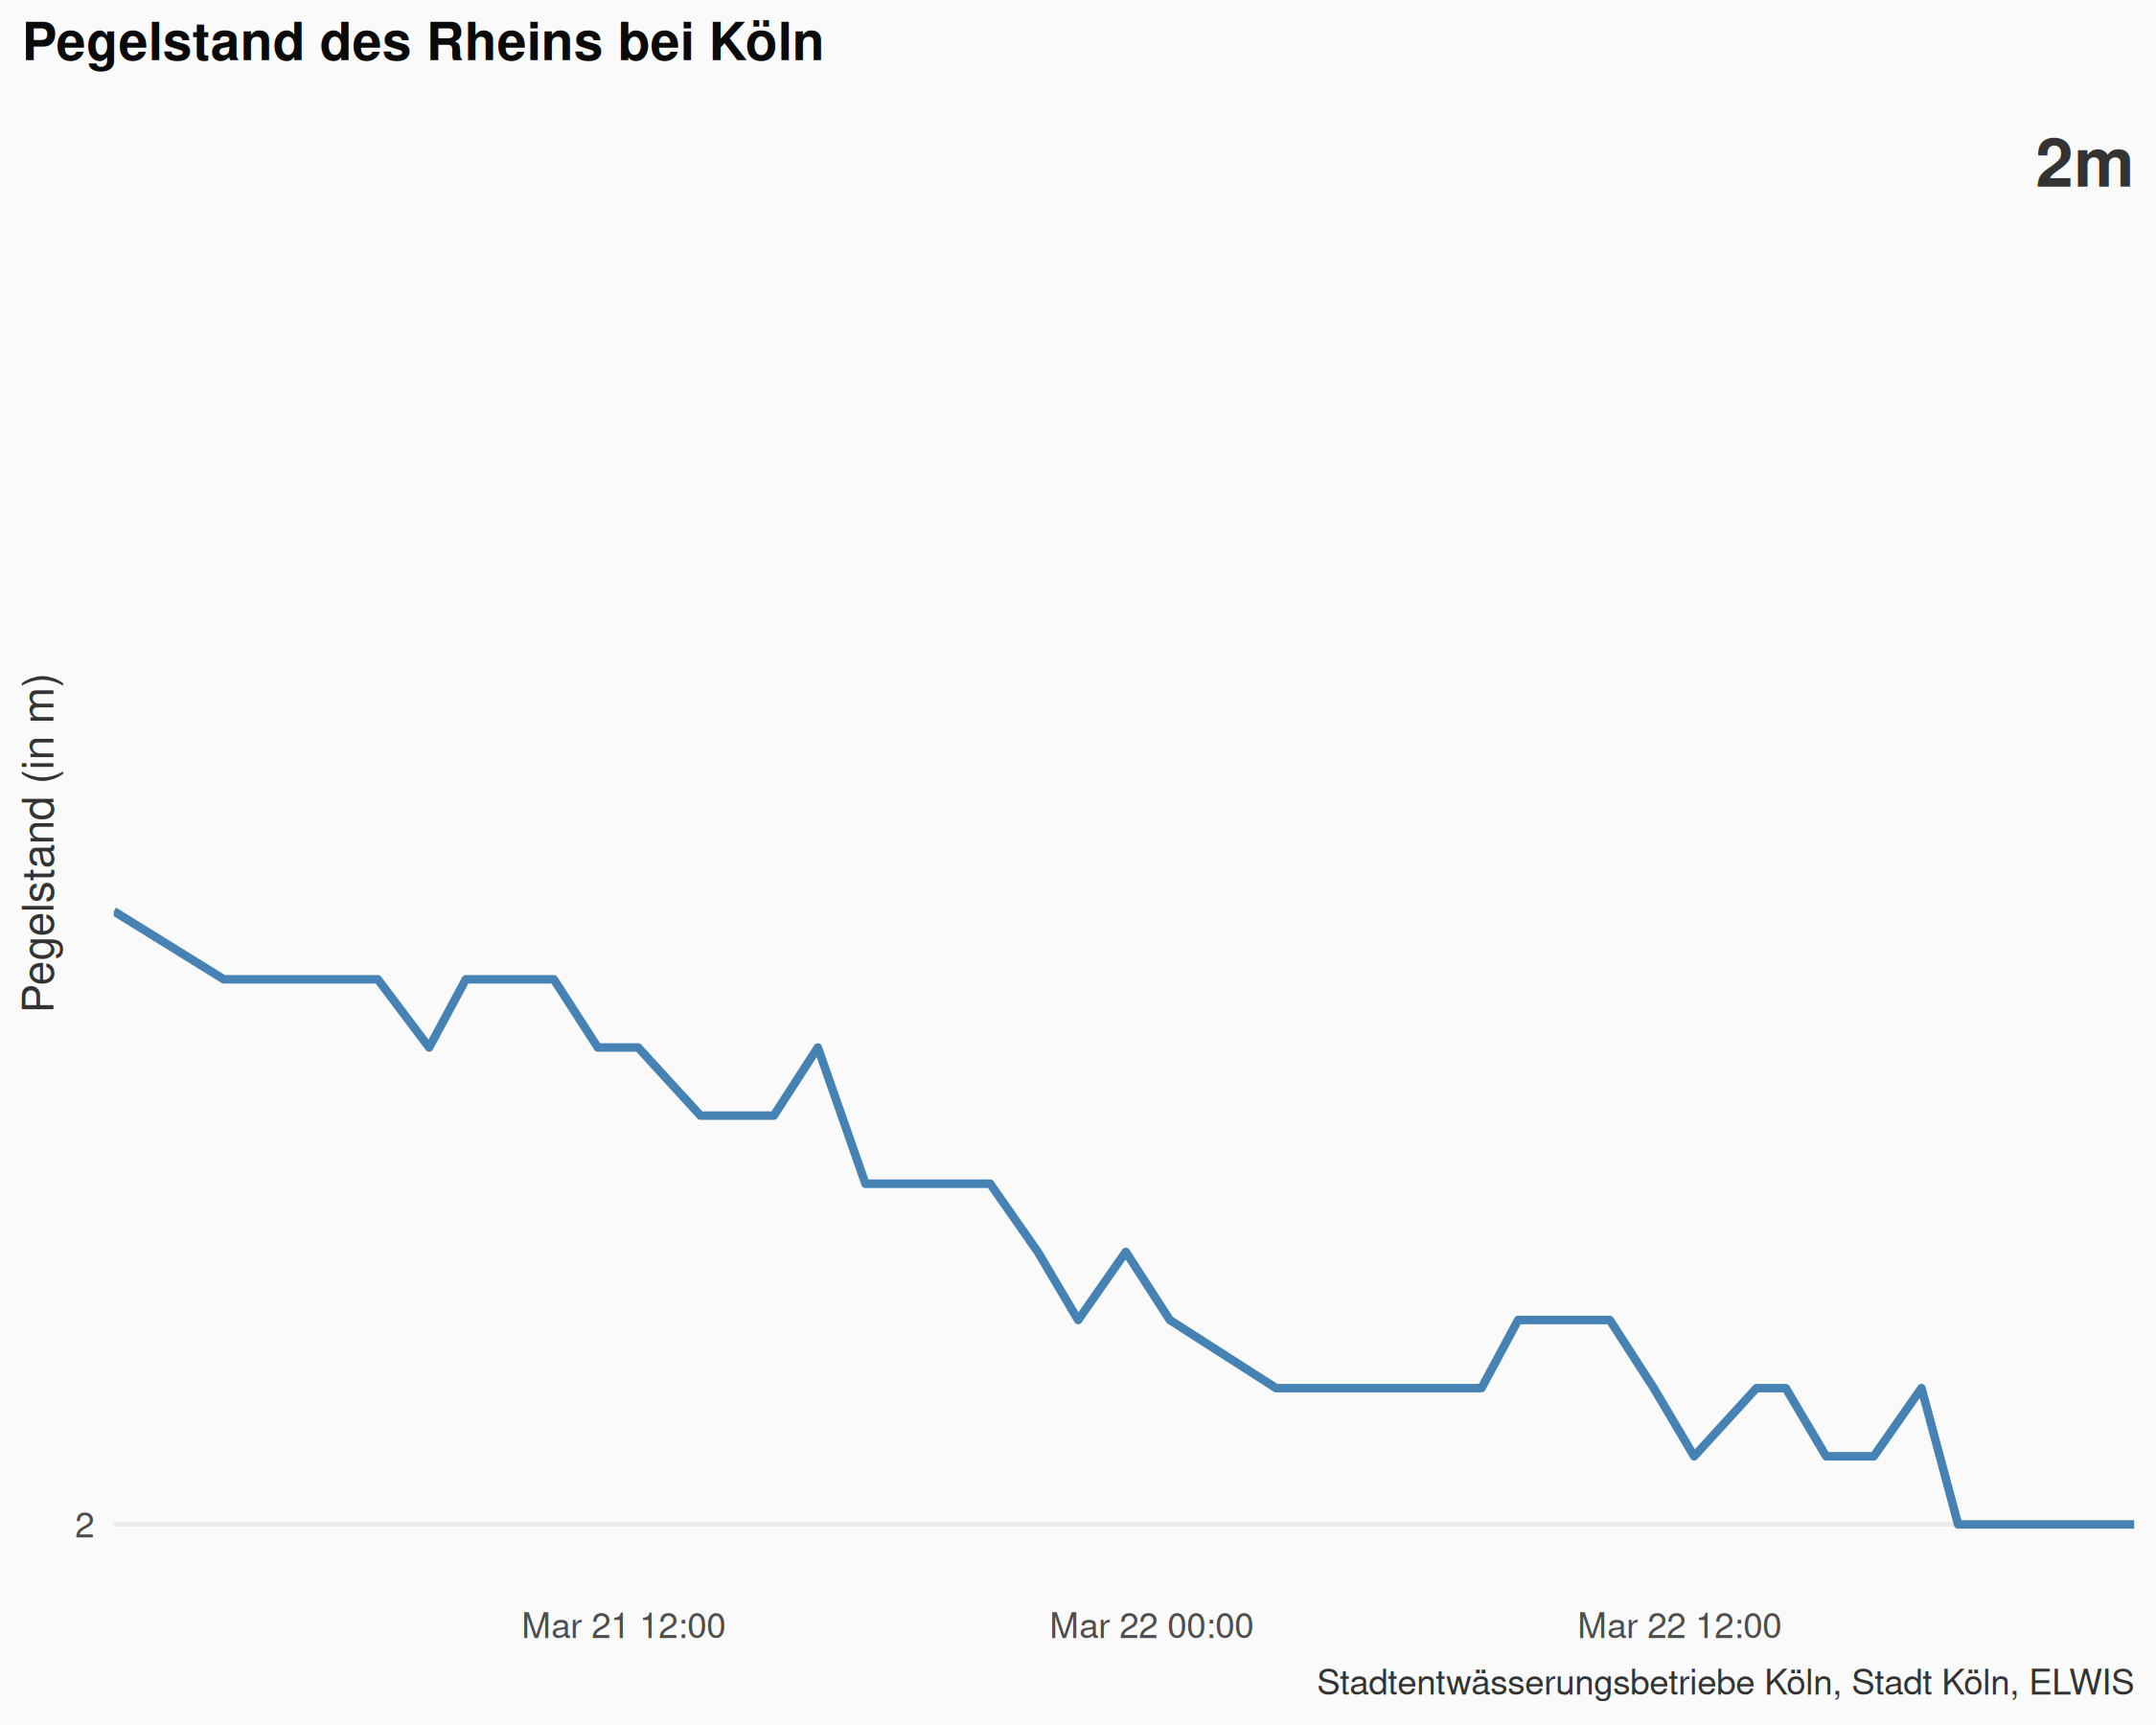 Pegelstand des Rheins bei Köln
2m
Pegelstand (in m)
2
Mar 21 12:00
Mar 22 00:00
Mar 22 12:00
Stadtentwässerungsbetriebe Köln, Stadt Köln, ELWIS